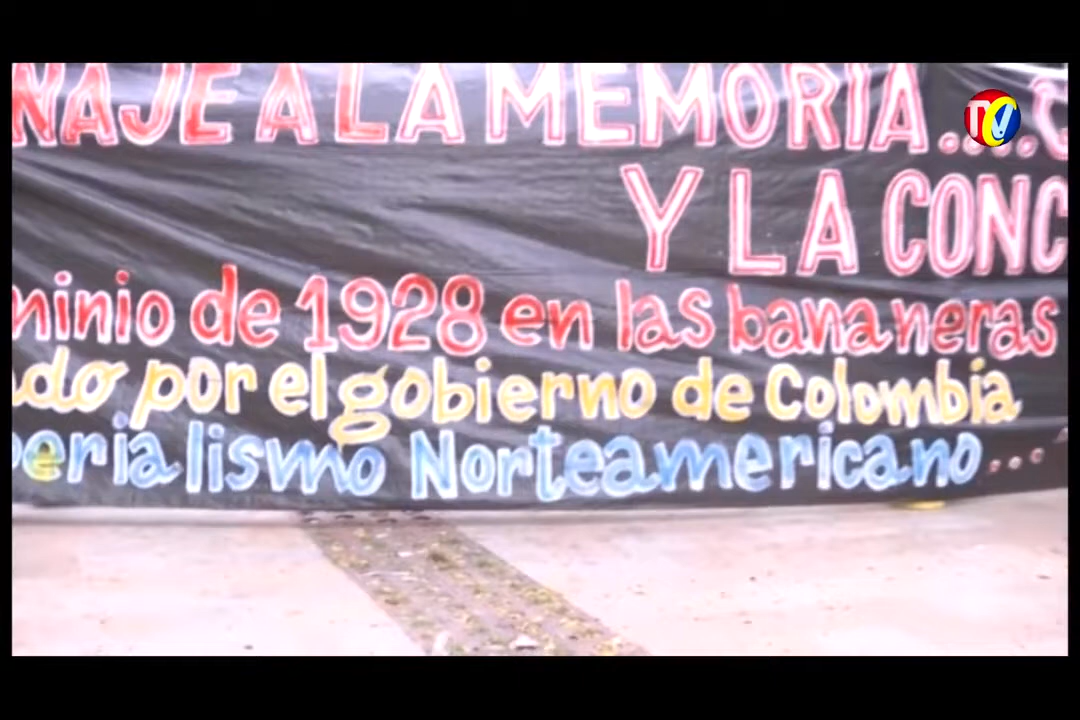 NAJE A LA MEMORIA....
Y LA CONC
minio de 1928 en las bananeras
do por el gobierno de Colombia
perialismo Norteamericano...
TV